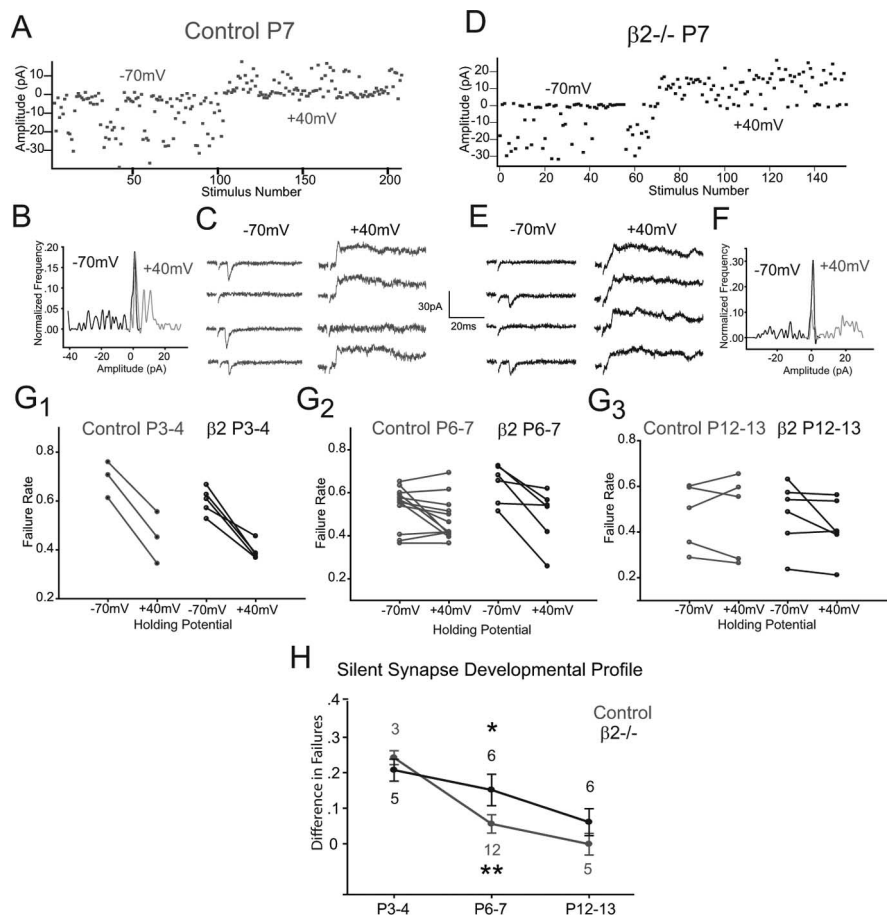 A
Control P7
Amplitude (pA)
10
0
-10
-20
-30
-70mV
+40mV
50
100
150
200
Stimulus Number
D
β2-/- P7
Amplitude (pA)
20
10
0
-10
-20
-30
-70mV
+40mV
0
20
40
60
80
100
120
140
Stimulus Number
B
Normalized Frequency
.20
.15
.10
.05
.00
-70mV
+40mV
-40
-20
0
20
Amplitude (pA)
C
-70mV
+40mV
30pA
20ms
E
-70mV
+40mV
F
Normalized Frequency
.30
.20
.10
.00
-70mV
+40mV
-20
0
20
Amplitude (pA)
G1
Control P3-4
β2 P3-4
Failure Rate
0.8
0.6
0.4
0.2
-70mV
+40mV
-70mV
+40mV
Holding Potential
G2
Control P6-7
β2 P6-7
Failure Rate
0.8
0.6
0.4
0.2
-70mV
+40mV
-70mV
+40mV
Holding Potential
G3
Control P12-13
β2 P12-13
Failure Rate
0.8
0.6
0.4
0.2
-70mV
+40mV
-70mV
+40mV
Holding Potential
H
Silent Synapse Developmental Profile
Difference in Failures
.4
.3
.2
.1
0
Control
β2-/-
3
5
*
6
12
**
6
5
P3-4
P6-7
P12-13